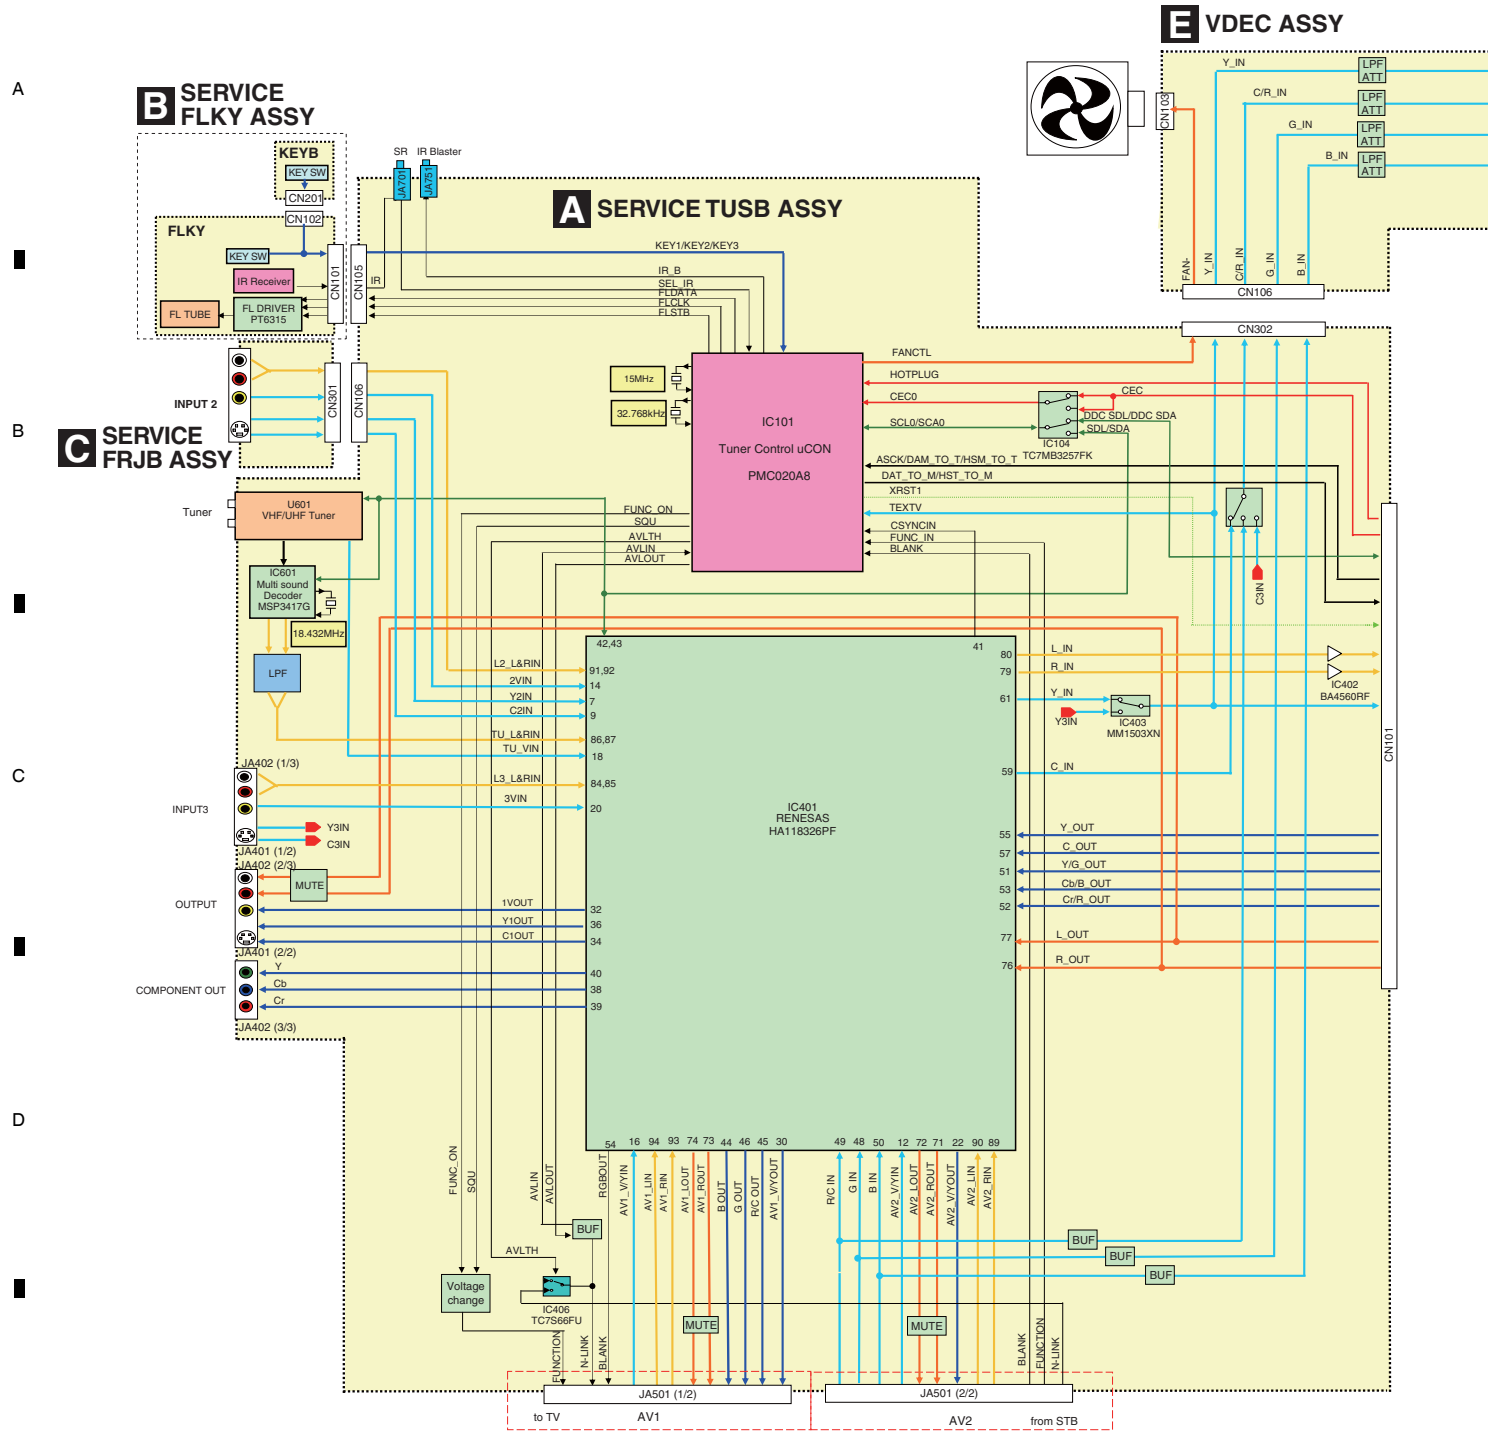 E VDEC ASSY
A
B SERVICE
FLKY ASSY
Y_IN
LPF
ATT
C/R_IN
LPF
ATT
G_IN
LPF
ATT
B_IN
LPF
ATT
CN103
FAN-
Y_IN
C/R_IN
G_IN
B_IN
CN106
CN302
KEYB
KEY SW
CN201
CN102
FLKY
KEY SW
IR Receiver
FL TUBE
FL DRIVER
PT6315
CN101
CN105
SR
IR Blaster
JA701
JA751
IR
A SERVICE TUSB ASSY
KEY1/KEY2/KEY3
IR_B
SEL_IR
FLDATA
FLCLK
FLSTB
B
INPUT 2
CN301
CN106
C SERVICE
FRJB ASSY
15MHz
32.768kHz
IC101
Tuner Control uCON
PMC020A8
FANCTL
HOTPLUG
CEC0
CEC
SCL0/SCA0
DDC SDL/DDC SDA
SDL/SDA
IC104
TC7MB3257FK
ASCK/DAM_TO_T/HSM_TO_T
DAT_TO_M/HST_TO_M
XRST1
TEXTV
CSYNCIN
FUNC_IN
BLANK
FUNC_ON
SQU
AVLTH
AVLIN
AVLOUT
C3IN
Tuner
U601
VHF/UHF Tuner
IC601
Multi sound
Decoder
MSP3417G
18.432MHz
LPF
42,43
41
L2_L&RIN
91,92
2VIN
14
Y2IN
7
C2IN
9
TU_L&RIN
86,87
TU_VIN
18
L3_L&RIN
84,85
3VIN
20
80
L_IN
79
R_IN
IC402
BA4560RF
61
Y_IN
Y3IN
IC403
MM1503XN
59
C_IN
CN101
C
JA402 (1/3)
INPUT3
Y3IN
C3IN
JA401 (1/2)
JA402 (2/3)
MUTE
OUTPUT
JA401 (2/2)
COMPONENT OUT
JA402 (3/3)
IC401
RENESAS
HA118326PF
1VOUT
32
Y1OUT
36
C1OUT
34
Y
40
Cb
38
Cr
39
55
Y_OUT
57
C_OUT
51
Y/G_OUT
53
Cb/B_OUT
52
Cr/R_OUT
77
L_OUT
76
R_OUT
D
54 16 94 93 74 73 44 46 45 30
49 48 50 12 72 71 22 90 89
FUNC_ON
SQU
AVLIN
AVLOUT
RGBOUT
AV1_V/YIN
AV1_LIN
AV1_RIN
AV1_LOUT
AV1_ROUT
B OUT
G OUT
R/C OUT
AV1_V/YOUT
R/C IN
G IN
B IN
AV2_V/YIN
AV2_LOUT
AV2_ROUT
AV2_V/YOUT
AV2_LIN
AV2_RIN
BUF
BUF
BUF
BUF
AVLTH
Voltage
change
IC406
TC7S66FU
MUTE
MUTE
FUNCTION
N-LINK
BLANK
BLANK
FUNCTION
N-LINK
JA501 (1/2)
JA501 (2/2)
to TV
AV1
AV2
from STB